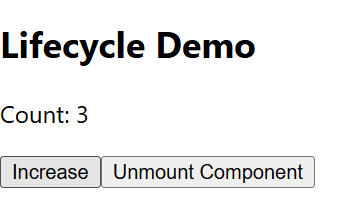 Lifecycle Demo
Count: 3
Increase Unmount Component